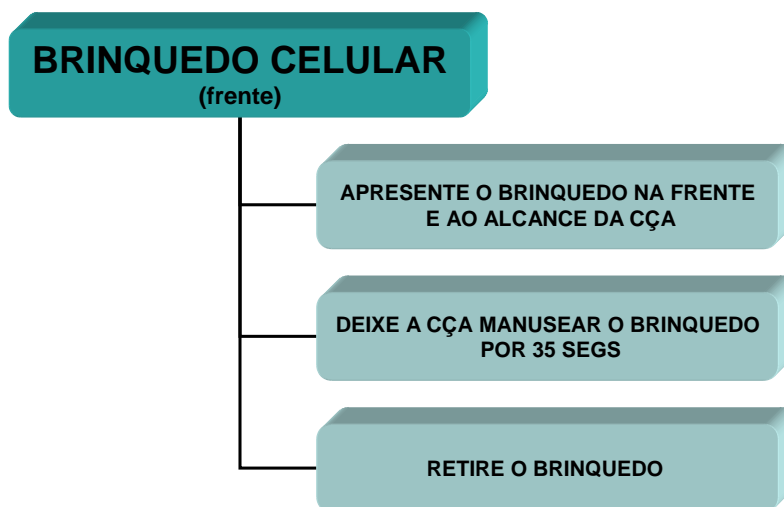 BRINQUEDO CELULAR
(frente)
APRESENTE O BRINQUEDO NA FRENTE
E AO ALCANCE DA CÇA
DEIXE A CÇA MANUSEAR O BRINQUEDO
POR 35 SEGS
RETIRE O BRINQUEDO